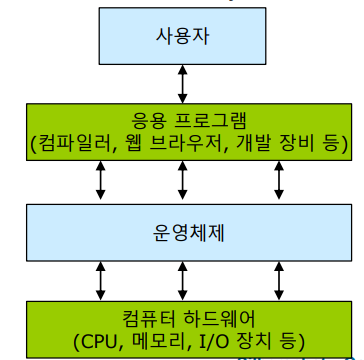 사용자
응용 프로그램
(컴파일러, 웹 브라우저, 개발 장비 등)
운영체제
컴퓨터 하드웨어
(CPU, 메모리, I/O 장치 등)